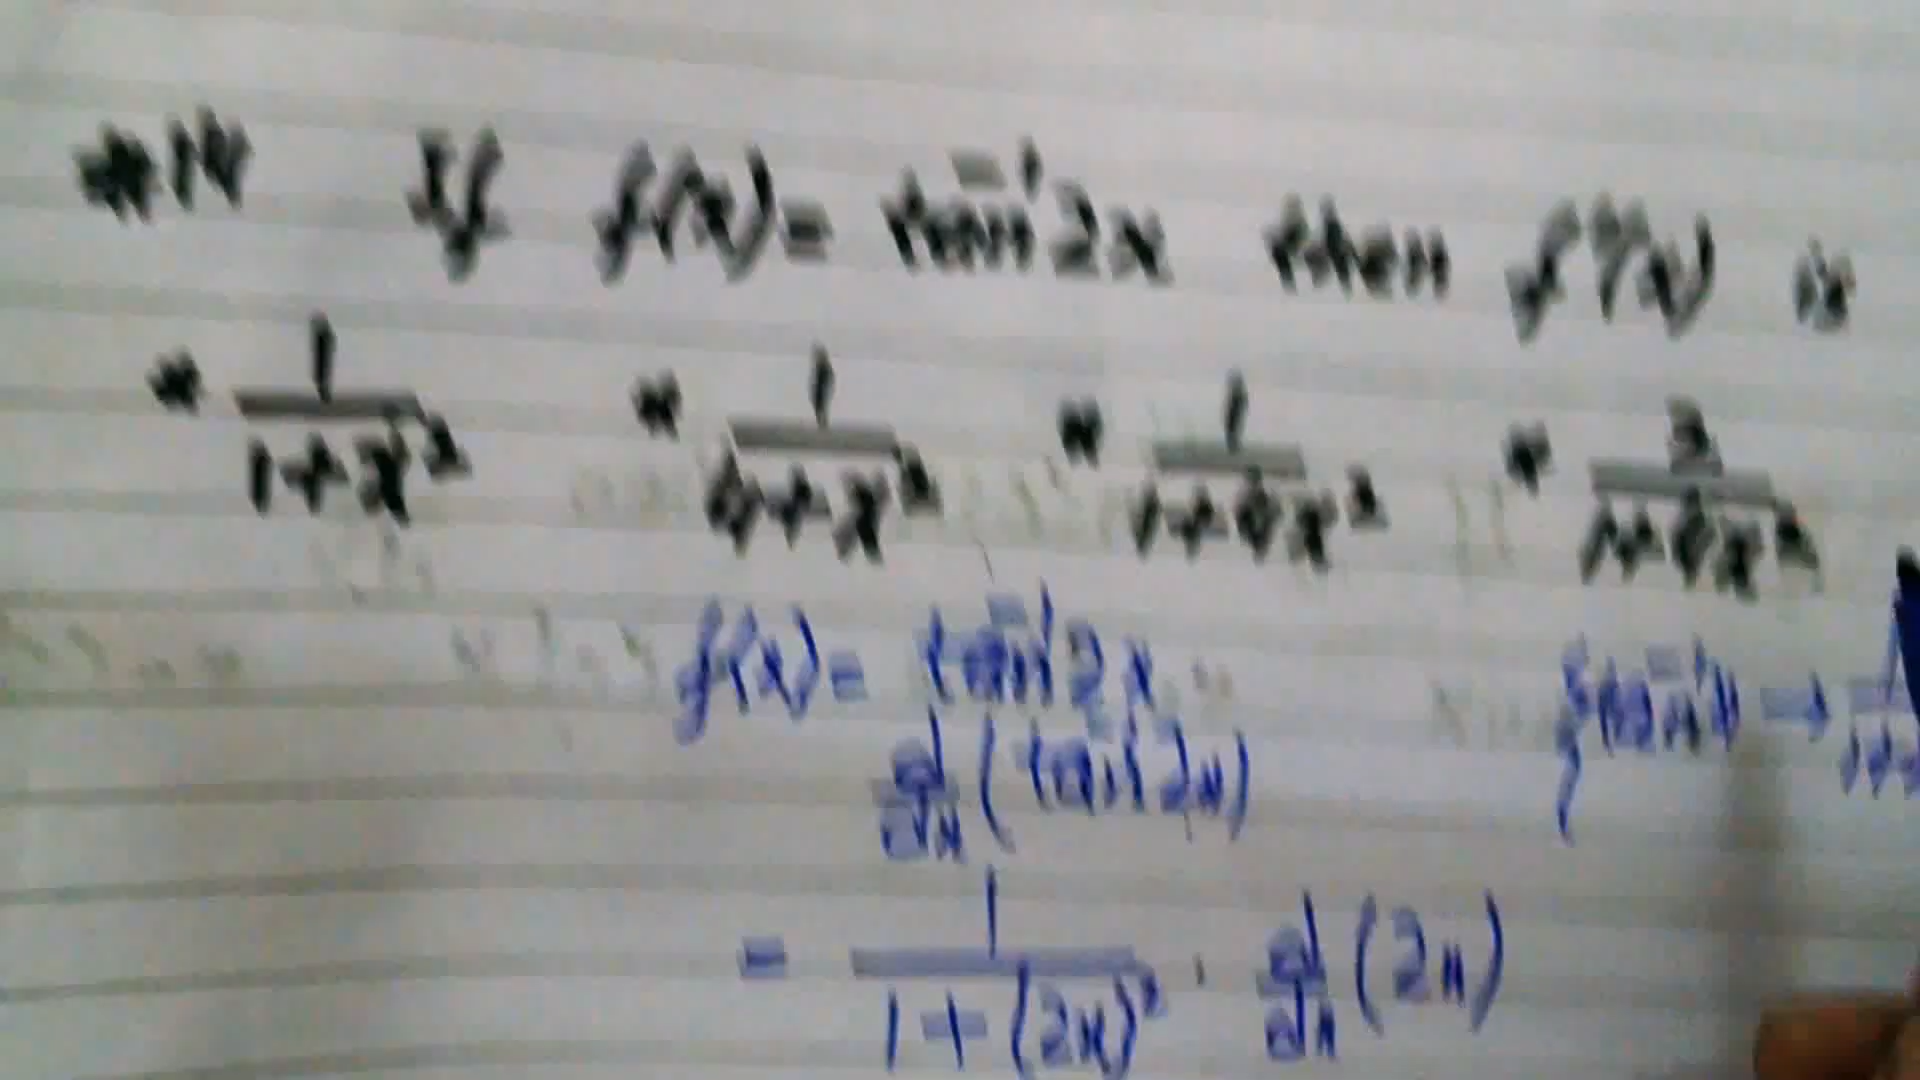 If f(x) = tan⁻¹2x then f'(x) is
1/(1+x²) 1/(4+x²) 1/(1+4x²) 2/(1+4x²)
f(x) = tan⁻¹2x
d/dx (tan⁻¹2x)
= 1/(1+(2x)²) · d/dx (2x)